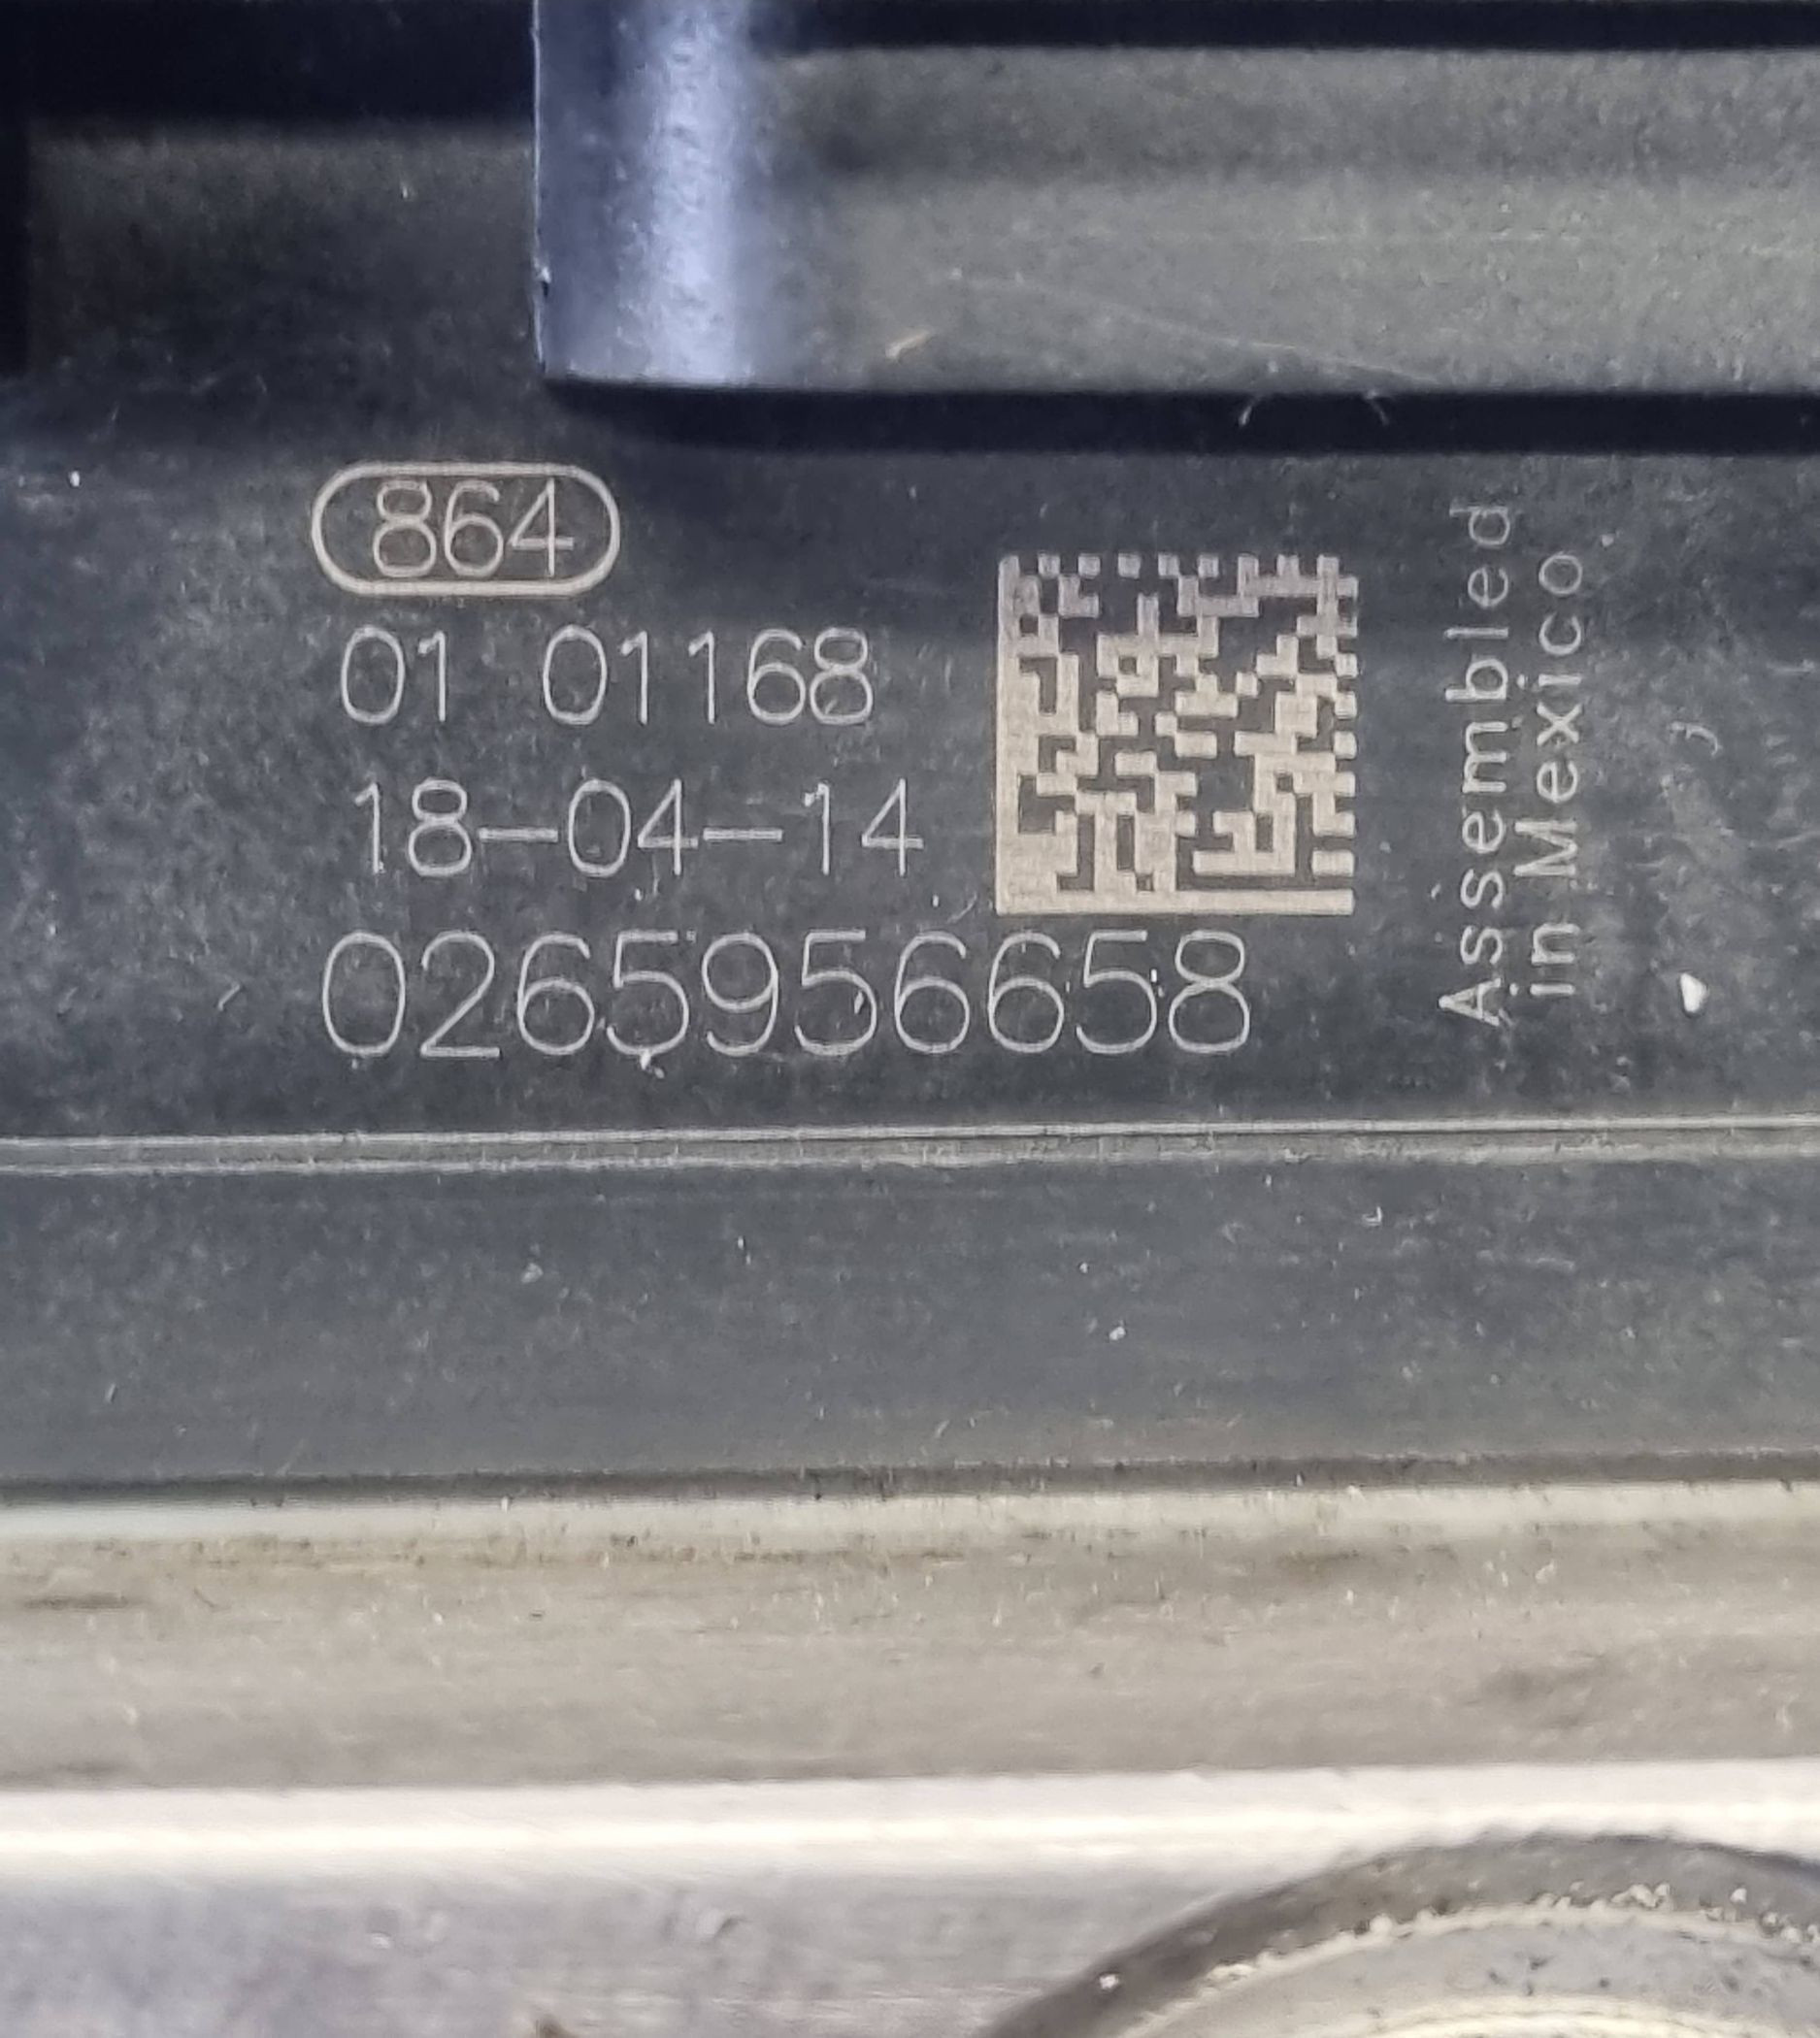 864
01 01168
18-04-14
0265956658
Assembled
in Mexico